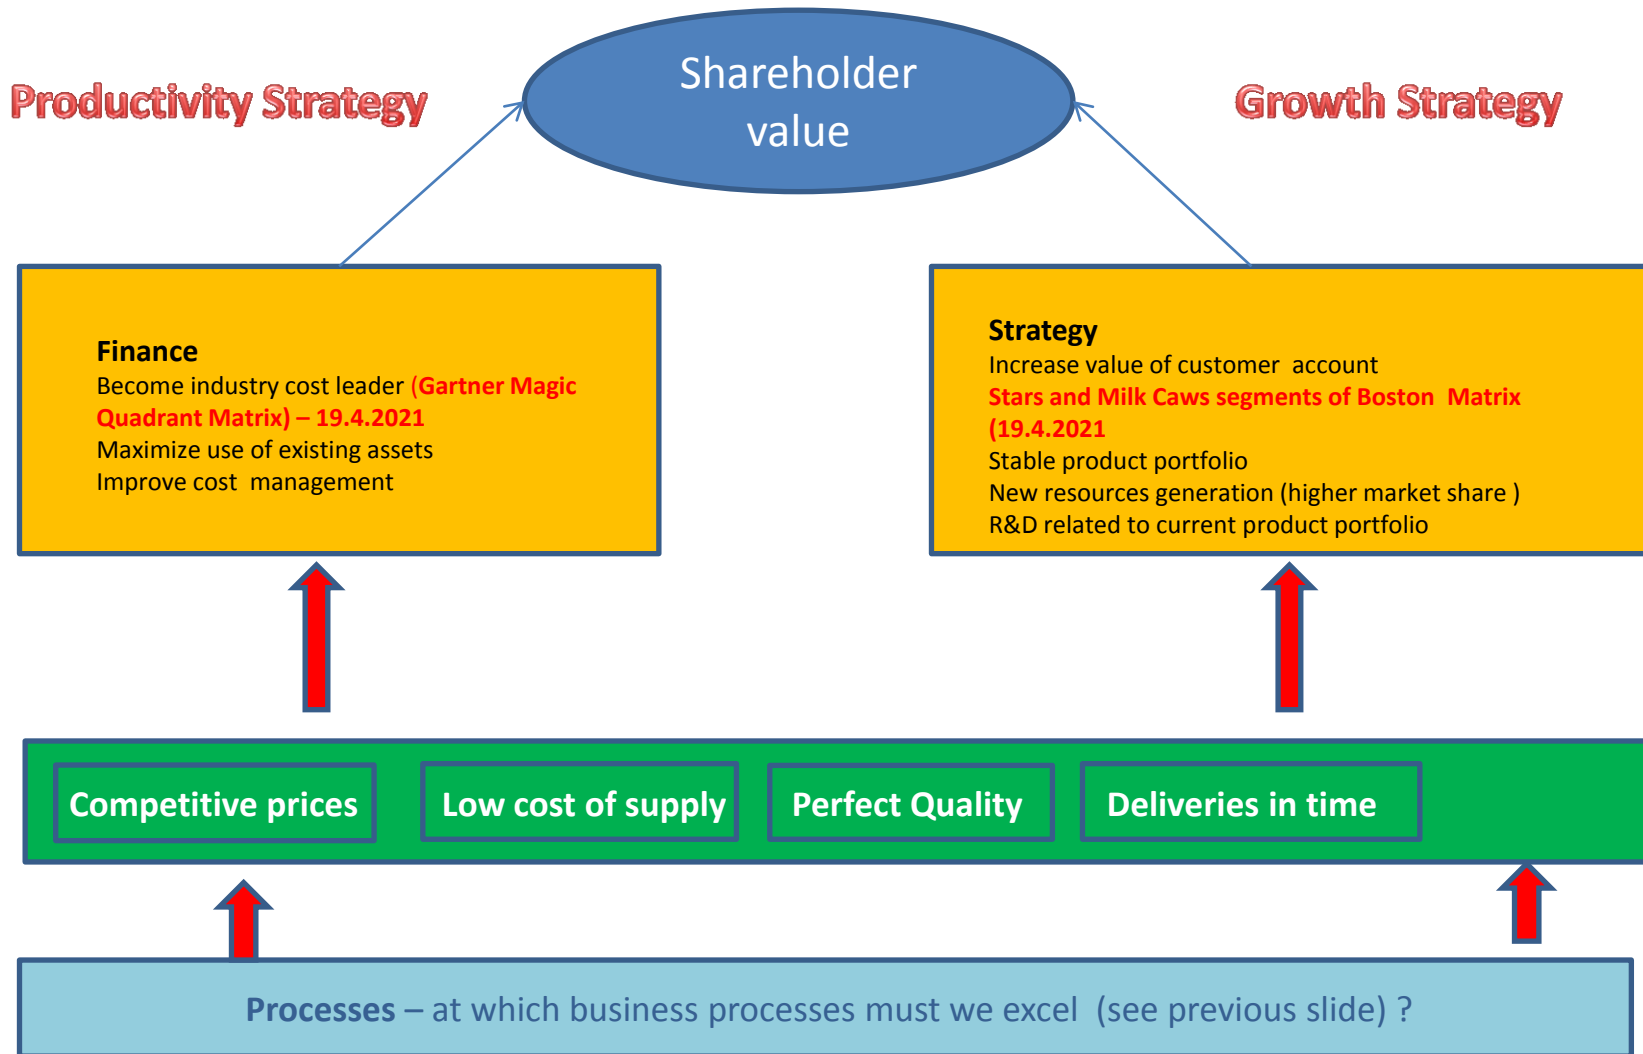 Shareholder
value
Productivity Strategy
Growth Strategy
Finance
Become industry cost leader (Gartner Magic
Quadrant Matrix) – 19.4.2021
Maximize use of existing assets
Improve cost management
Strategy
Increase value of customer account
Stars and Milk Caws segments of Boston Matrix
(19.4.2021
Stable product portfolio
New resources generation (higher market share )
R&D related to current product portfolio
Competitive prices
Low cost of supply
Perfect Quality
Deliveries in time
Processes – at which business processes must we excel (see previous slide) ?